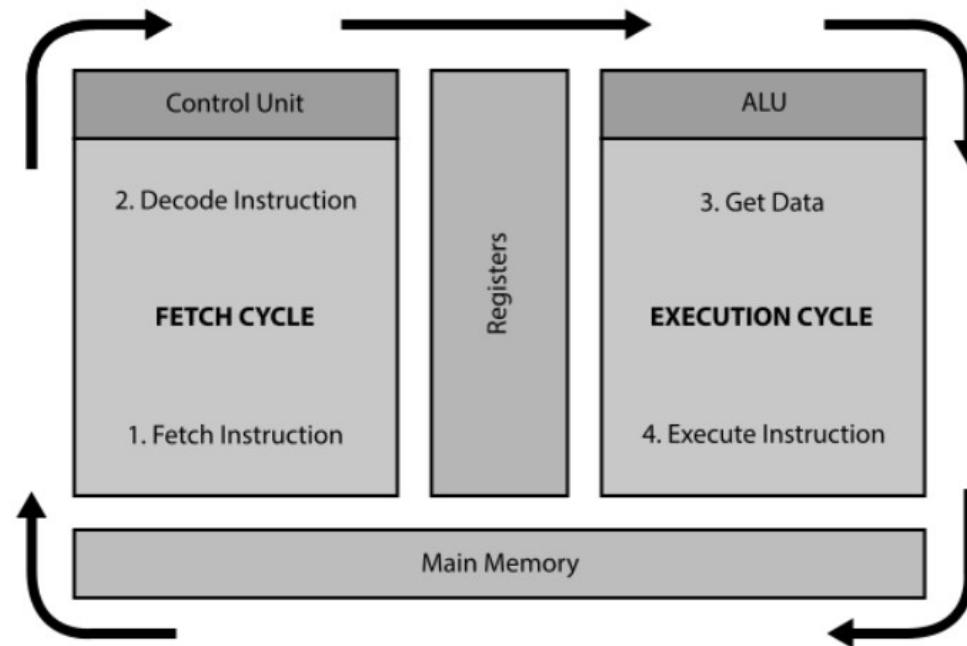 Control Unit
2. Decode Instruction
FETCH CYCLE
1. Fetch Instruction
Registers
ALU
3. Get Data
EXECUTION CYCLE
4. Execute Instruction
Main Memory